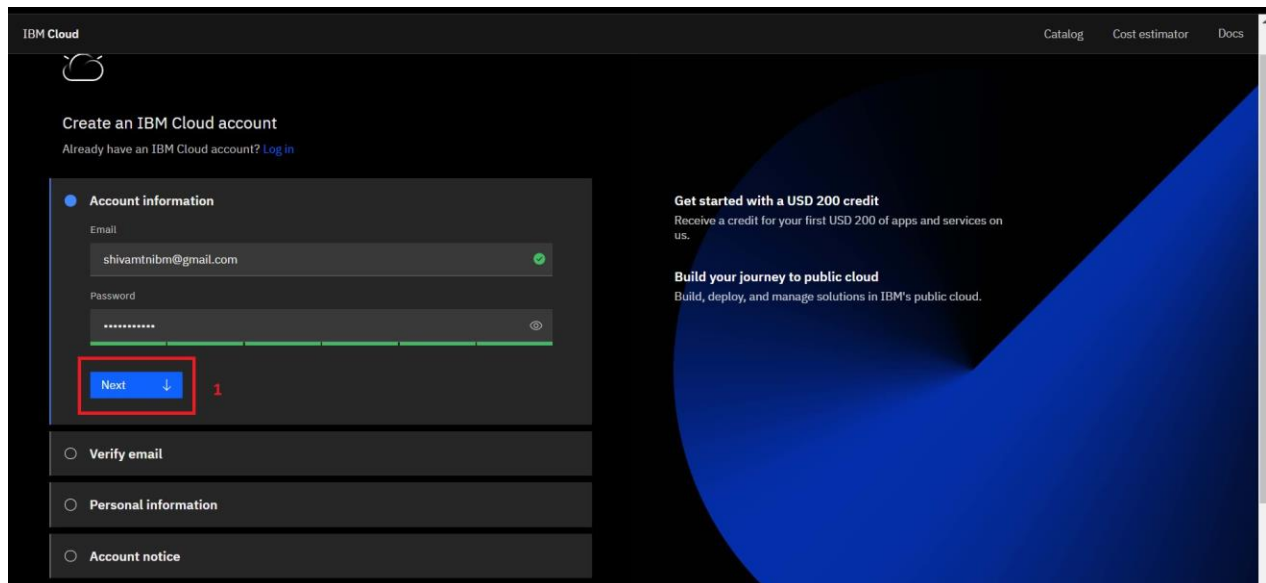 IBM Cloud
Catalog Cost estimator Docs
Create an IBM Cloud account
Already have an IBM Cloud account? Log in
Account information
Email
shivamtnibm@gmail.com
Password
•••••••••••
Next
1
Verify email
Personal information
Account notice
Get started with a USD 200 credit
Receive a credit for your first USD 200 of apps and services on
us.
Build your journey to public cloud
Build, deploy, and manage solutions in IBM's public cloud.